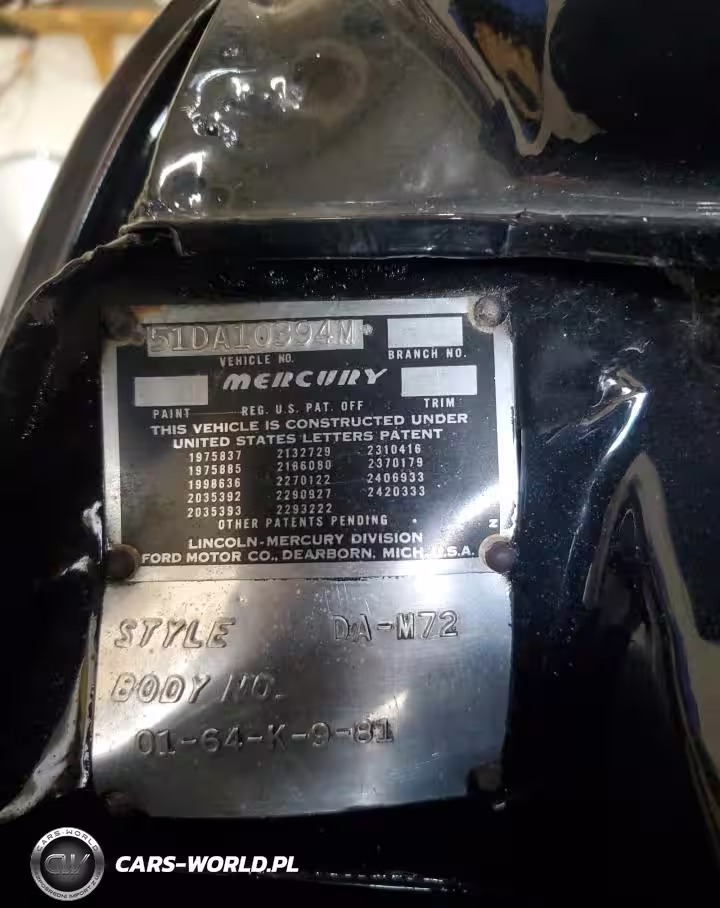 51DA10394M
VEHICLE NO. BRANCH NO.
MERCURY
PAINT REG. U.S. PAT. OFF TRIM
THIS VEHICLE IS CONSTRUCTED UNDER
UNITED STATES LETTERS PATENT
1975837 2132729 2310416
1975885 2166080 2370179
1998636 2270122 2406933
2035392 2290927 2420333
2035393 2293222
OTHER PATENTS PENDING
LINCOLN-MERCURY DIVISION
FORD MOTOR CO., DEARBORN, MICH. U.S.A.
STYLE DA-M72
BODY NO.
01-64-K-9-81
CARS-WORLD
CW
CARS-WORLD.PL